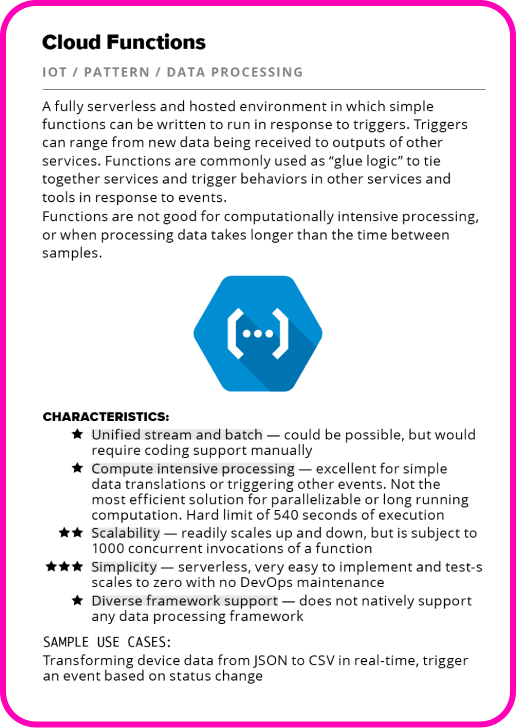 Cloud Functions
IOT / PATTERN / DATA PROCESSING
A fully serverless and hosted environment in which simple
functions can be written to run in response to triggers. Triggers
can range from new data being received to outputs of other
services. Functions are commonly used as “glue logic” to tie
together services and trigger behaviors in other services and
tools in response to events.
Functions are not good for computationally intensive processing,
or when processing data takes longer than the time between
samples.
CHARACTERISTICS:
★ Unified stream and batch — could be possible, but would
require coding support manually
★ Compute intensive processing — excellent for simple
data translations or triggering other events. Not the
most efficient solution for parallelizable or long running
computation. Hard limit of 540 seconds of execution
★★ Scalability — readily scales up and down, but is subject to
1000 concurrent invocations of a function
★★★ Simplicity — serverless, very easy to implement and test-s
scales to zero with no DevOps maintenance
★ Diverse framework support — does not natively support
any data processing framework
SAMPLE USE CASES:
Transforming device data from JSON to CSV in real-time, trigger
an event based on status change